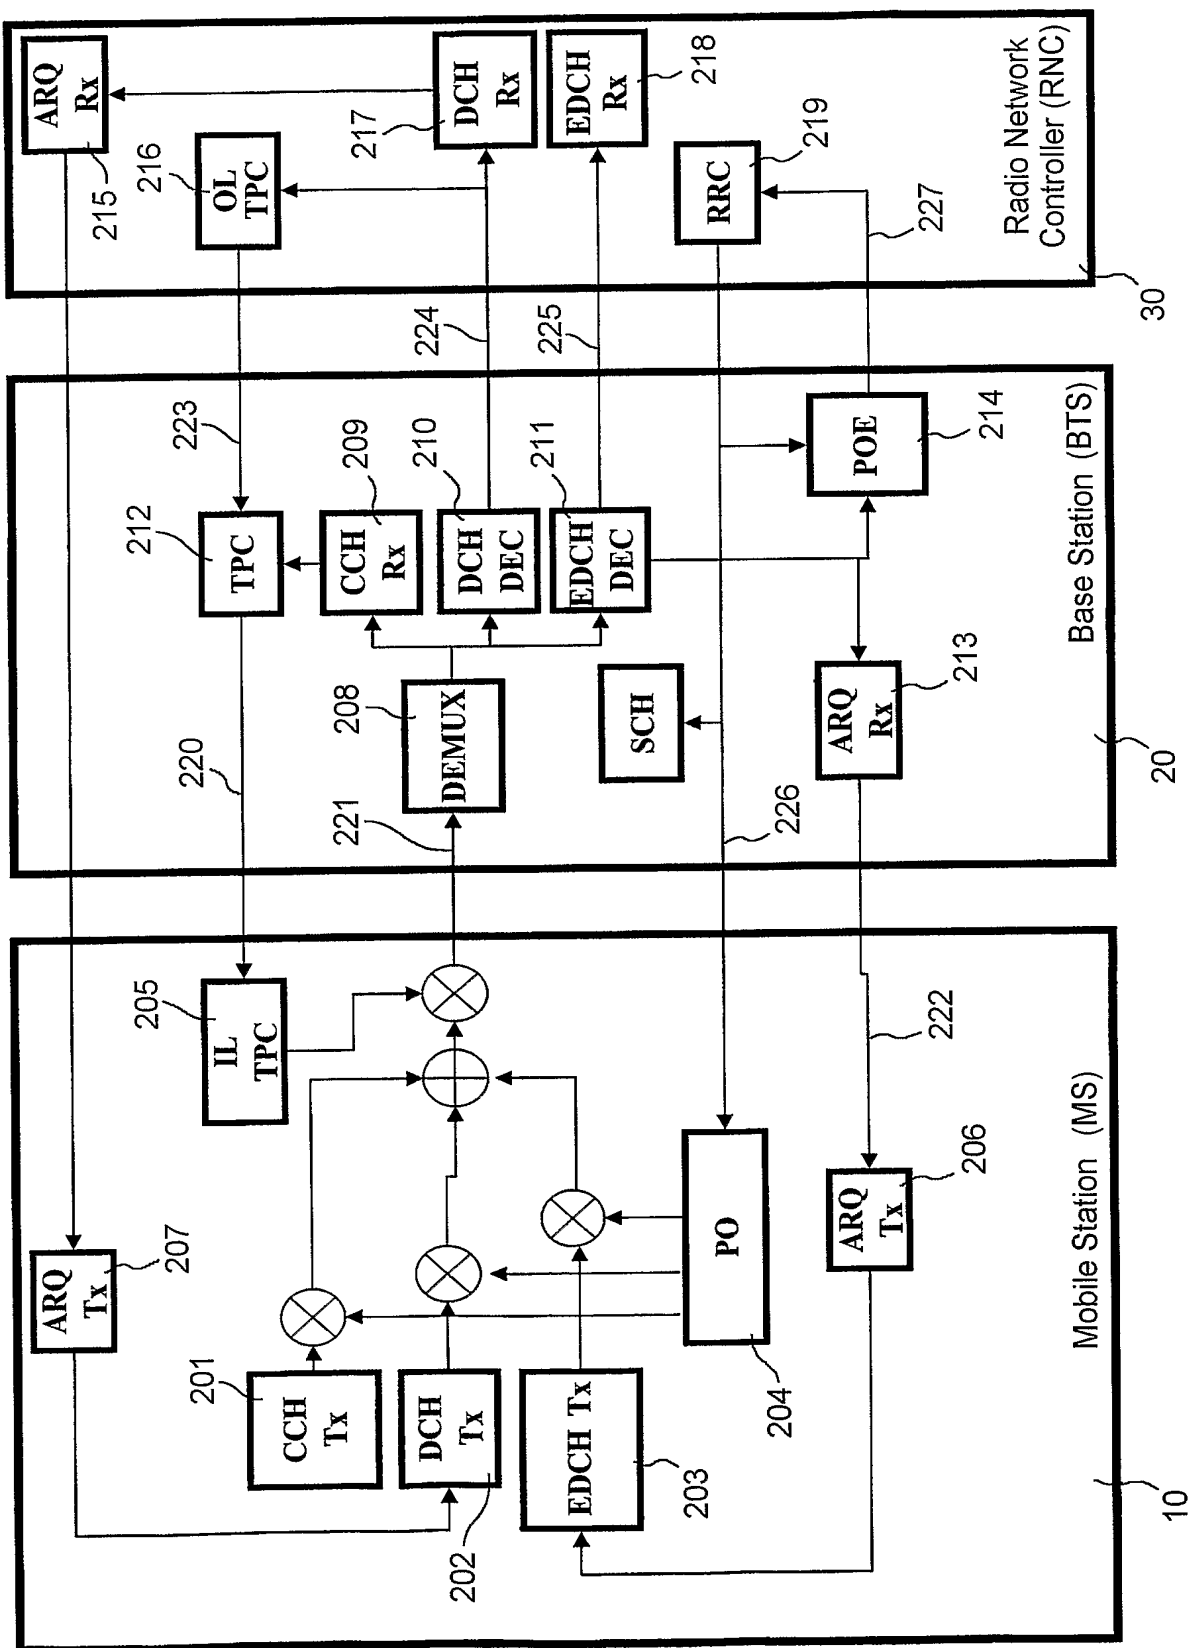 ARQ
Tx
207
CCH
Tx
201
DCH
Tx
202
EDCH Tx
203
PO
204
IL
TPC
205
ARQ
Tx
206
222
Mobile Station (MS)
10
220
221
226
TPC
212
223
CCH
Rx
209
DCH
DEC
210
EDCH
DEC
211
DEMUX
208
SCH
ARQ
Rx
213
POE
214
Base Station (BTS)
20
224
225
ARQ
Rx
215
OL
TPC
216
DCH
Rx
217
EDCH
Rx
218
RRC
219
227
Radio Network
Controller (RNC)
30